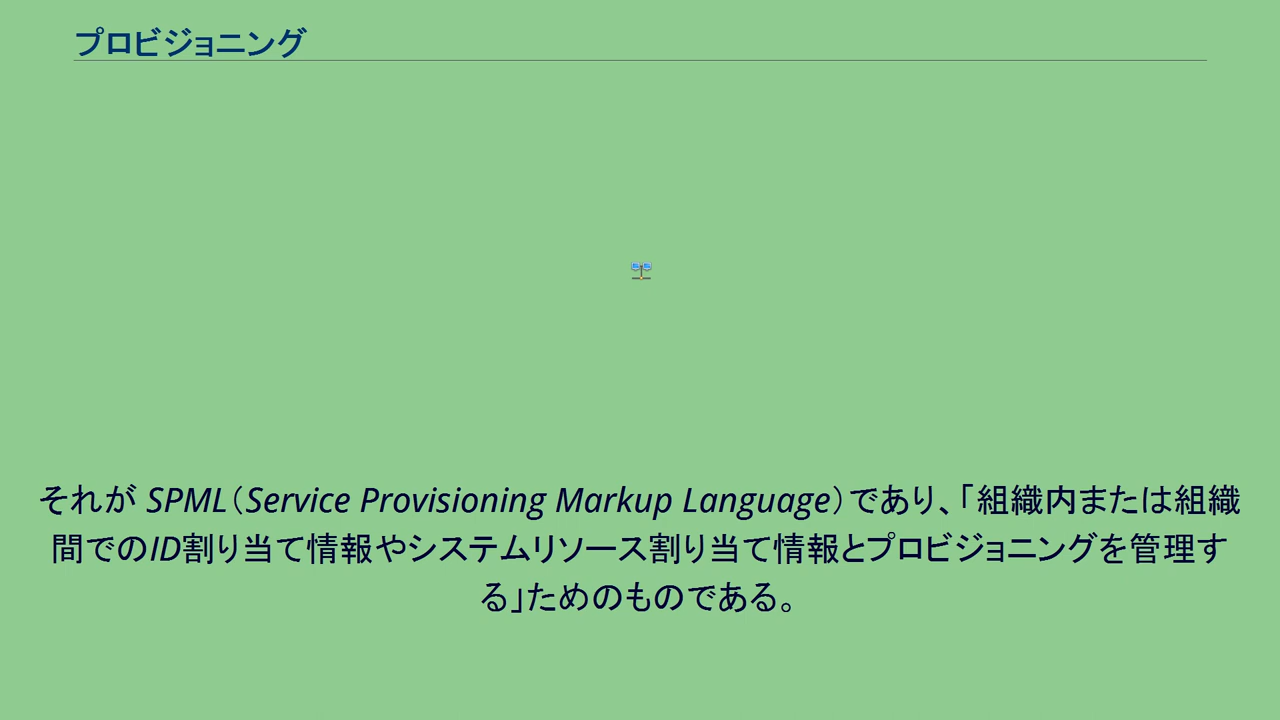 プロビジョニング
それが SPML（Service Provisioning Markup Language）であり、「組織内または組織
間でのID割り当て情報やシステムリソース割り当て情報とプロビジョニングを管理す
る」ためのものである。